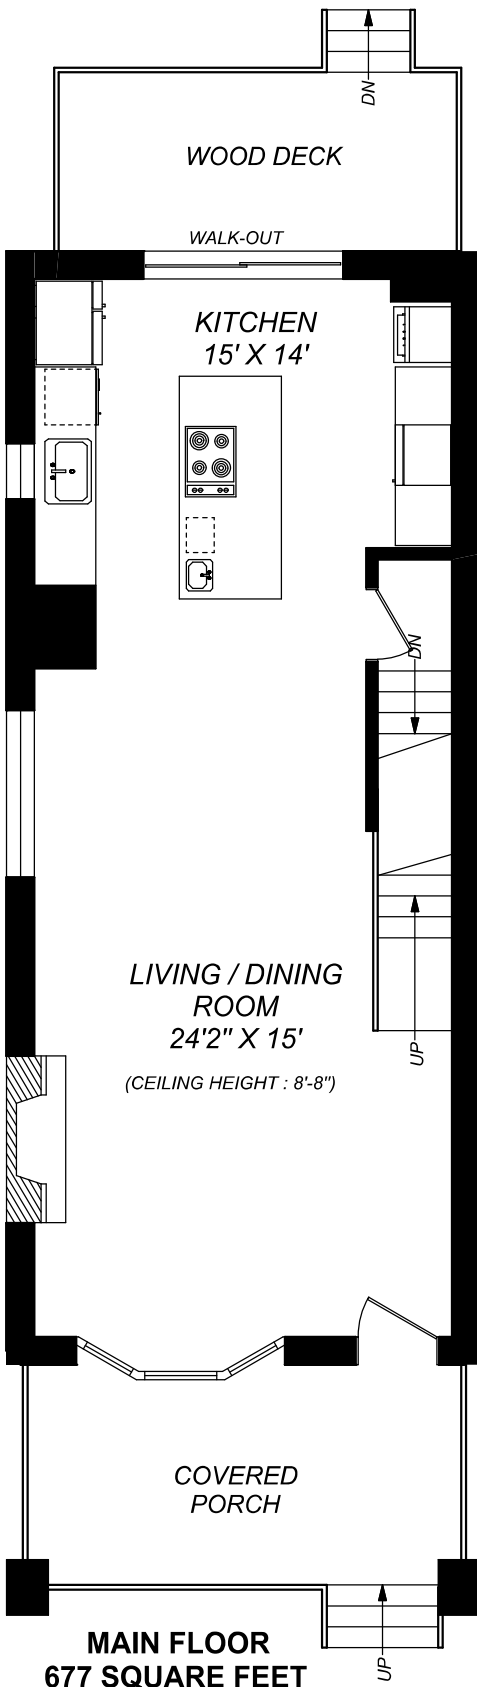 DN
WOOD DECK
WALK-OUT
KITCHEN
15' X 14'
DN
LIVING / DINING
ROOM
24'2" X 15'
(CEILING HEIGHT : 8'-8")
UP
COVERED
PORCH
MAIN FLOOR
677 SQUARE FEET
UP